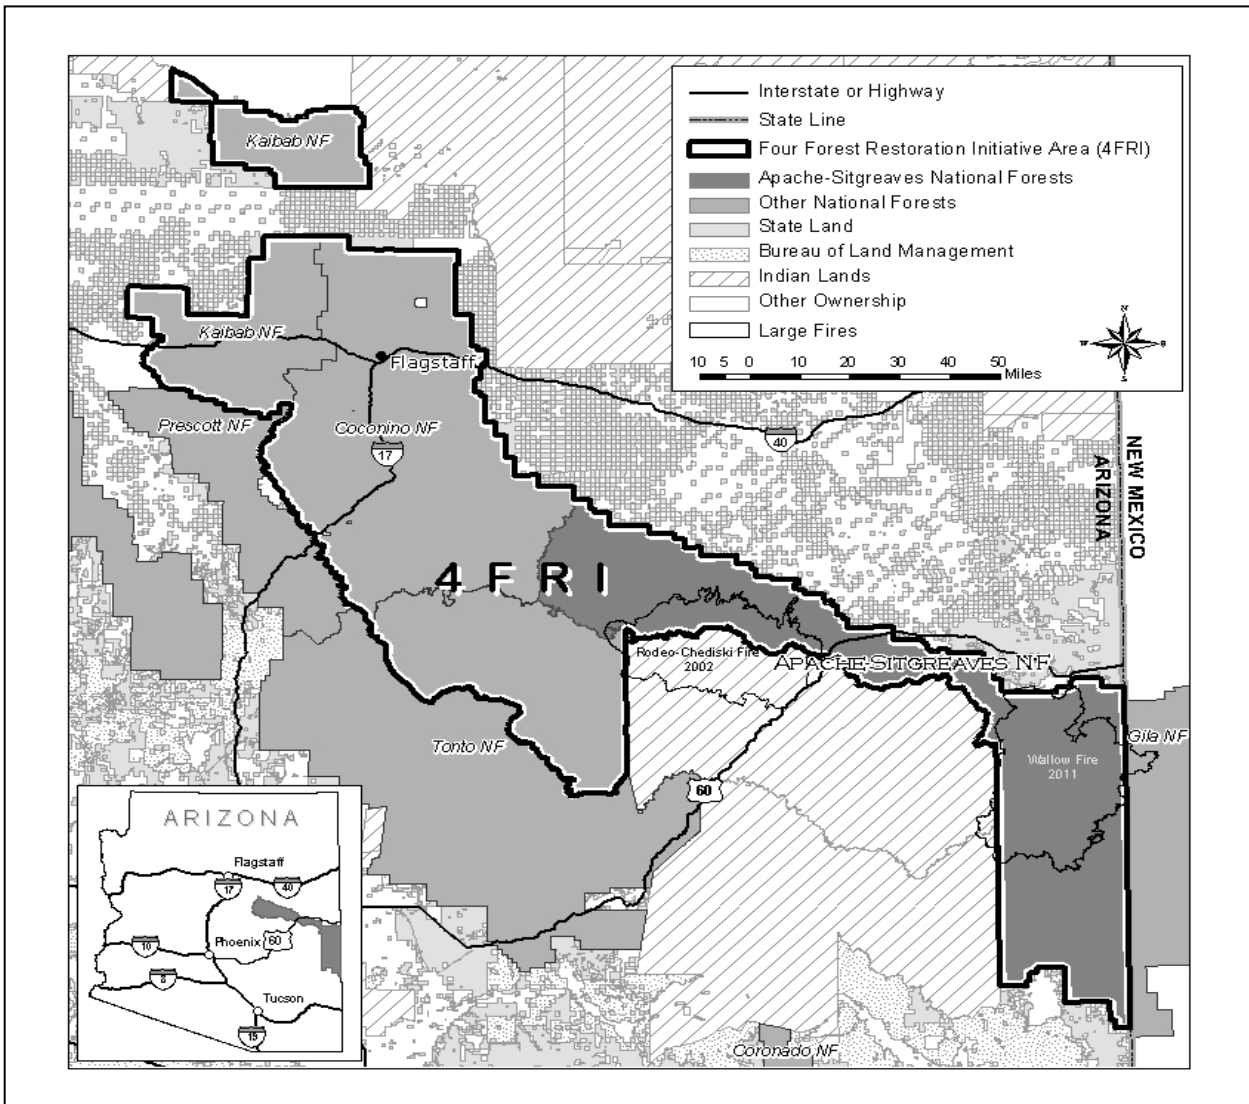 Interstate or Highway
State Line
Four Forest Restoration Initiative Area (4FRI)
Apache-Sitgreaves National Forests
Other National Forests
State Land
Bureau of Land Management
Indian Lands
Other Ownership
Large Fires
10 5 0 10 20 30 40 50
Miles
N
W E
S
Kaibab NF
Kaibab NF
Flagstaff
Prescott NF
Coconino NF
17
40
NEW MEXICO
ARIZONA
4 F R I
Rodeo-Chediski Fire
2002
APACHE-SITGREAVES NF
Tonto NF
60
Gila NF
Wallow Fire
2011
Coronado NF
ARIZONA
Flagstaff
17
40
10
Phoenix
60
8
Tucson
19